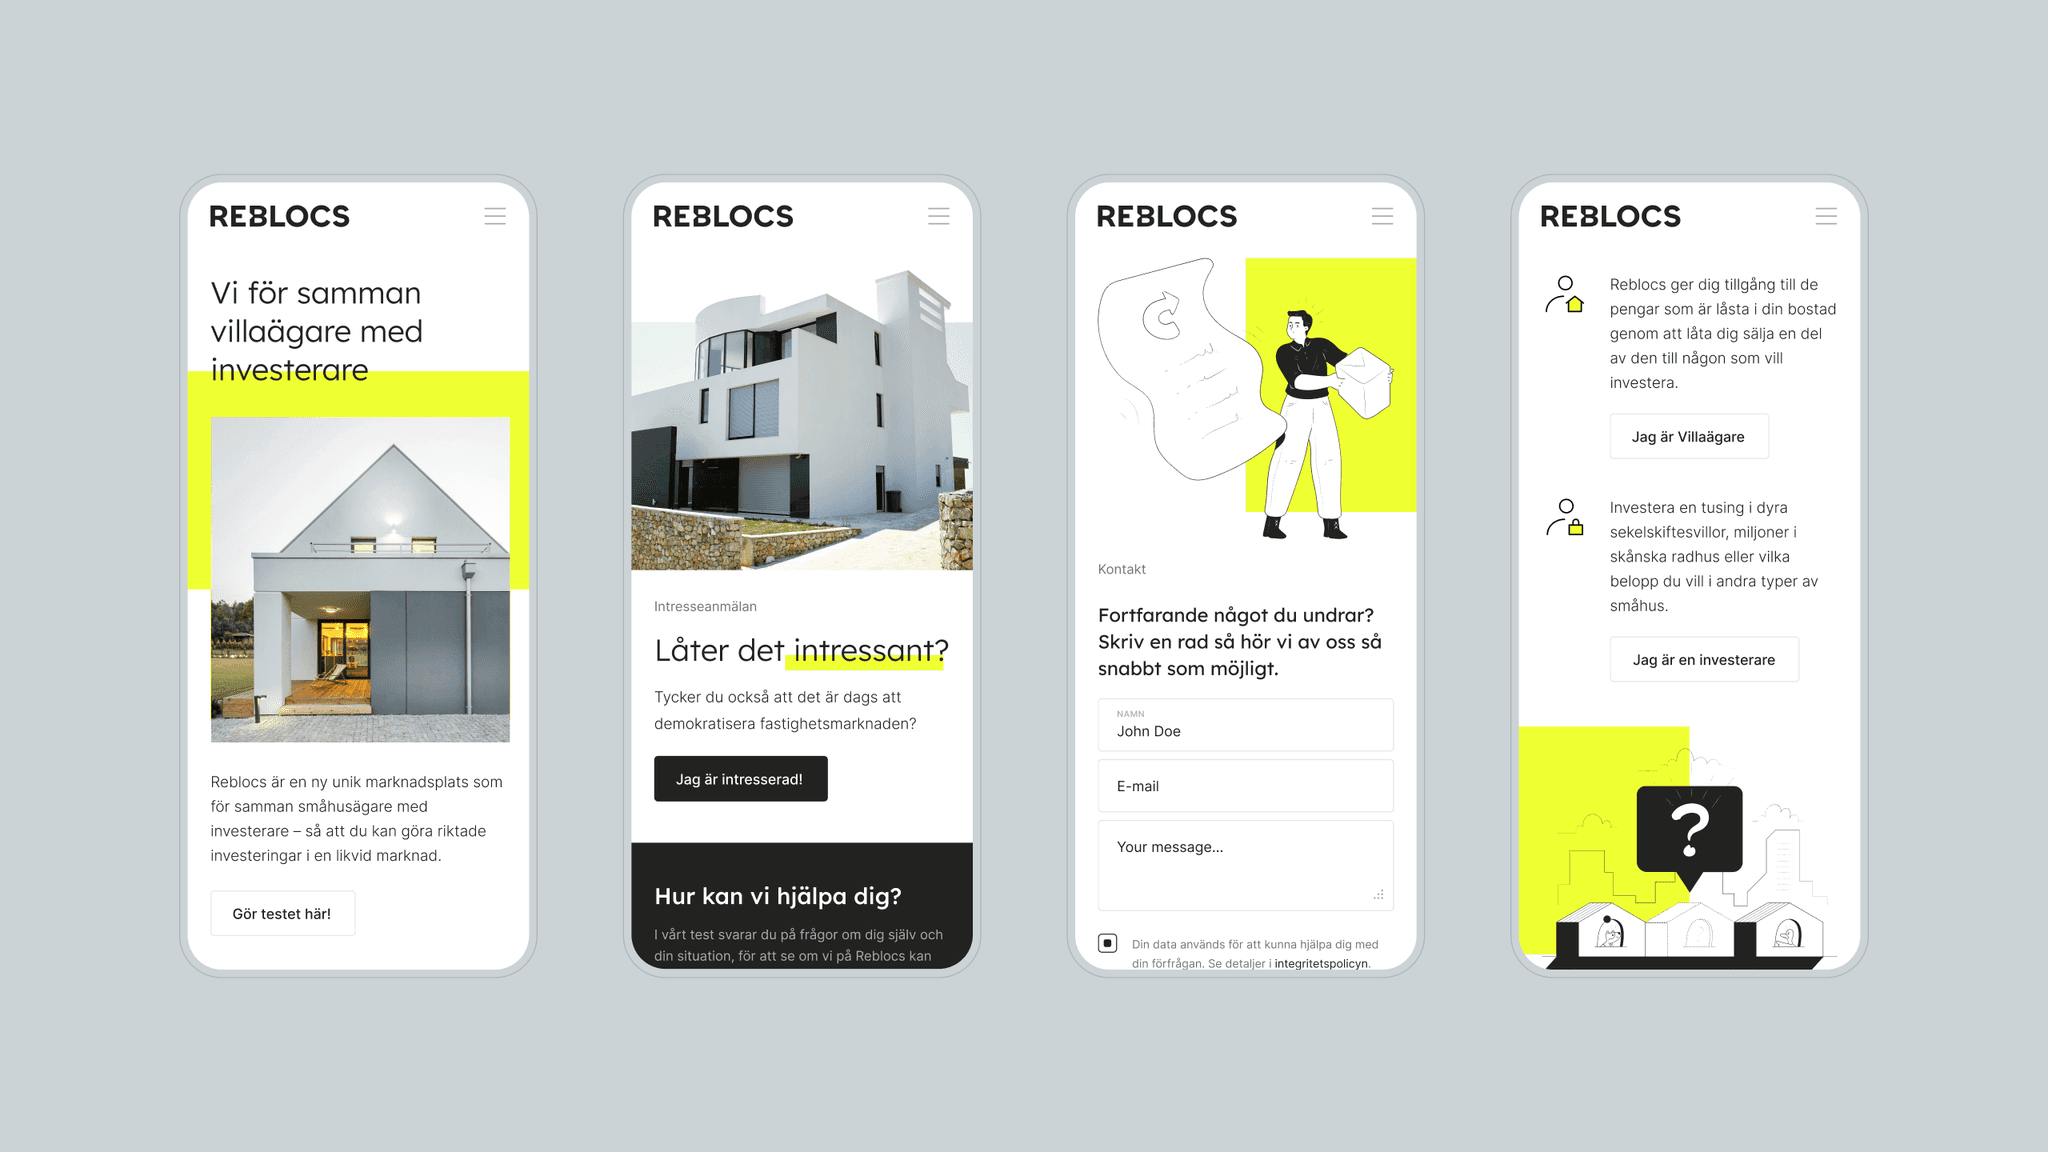 REBLOCS
Vi för samman
villaägare med
investerare
Reblocs är en ny unik marknadsplats som
för samman småhusägare med
investerare – så att du kan göra riktade
investeringar i en likvid marknad.
Gör testet här!
REBLOCS
Intresseanmälan
Låter det intressant?
Tycker du också att det är dags att
demokratisera fastighetsmarknaden?
Jag är intresserad!
Hur kan vi hjälpa dig?
I vårt test svarar du på frågor om dig själv och
din situation, för att se om vi på Reblocs kan
REBLOCS
Kontakt
Fortfarande något du undrar?
Skriv en rad så hör vi av oss så
snabbt som möjligt.
NAMN
John Doe
E-mail
Your message...
Din data används för att kunna hjälpa dig med
din förfrågan. Se detaljer i integritetspolicyn.
REBLOCS
Reblocs ger dig tillgång till de
pengar som är låsta i din bostad
genom att låta dig sälja en del
av den till någon som vill
investera.
Jag är Villaägare
Investera en tusing i dyra
sekelskiftesvillor, miljoner i
skånska radhus eller vilka
belopp du vill i andra typer av
småhus.
Jag är en investerare
?